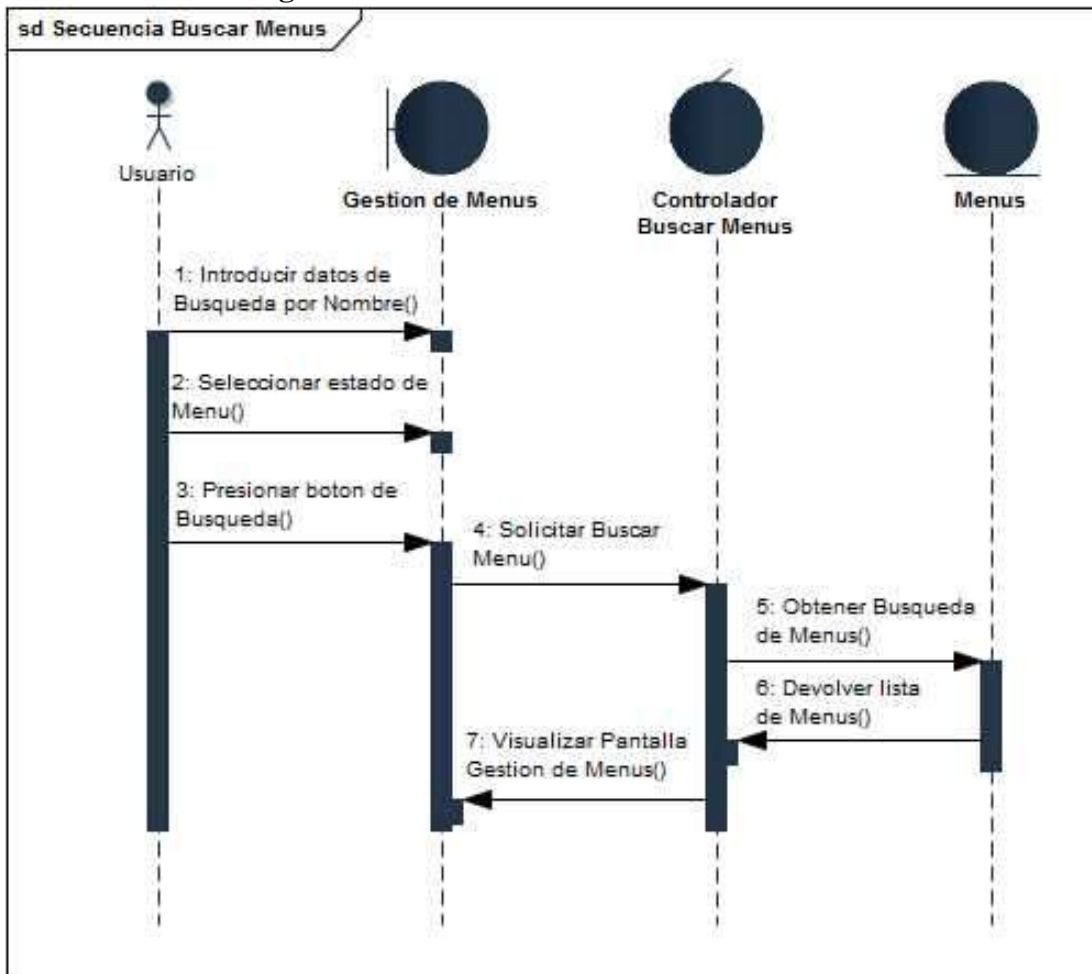 sd Secuencia Buscar Menus
Usuario
Gestion de Menus
Controlador
Buscar Menus
Menus
1: Introducir datos de
Busqueda por Nombre()
2: Seleccionar estado de
Menu()
3: Presionar boton de
Busqueda()
4: Solicitar Buscar
Menu()
5: Obtener Busqueda
de Menus()
6: Devolver lista
de Menus()
7: Visualizar Pantalla
Gestion de Menus()